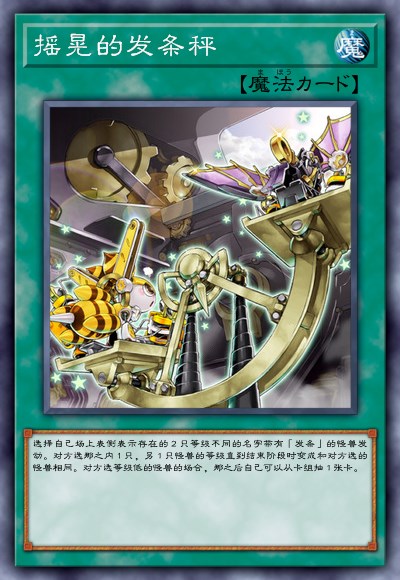 摇晃的发条秤
魔
【魔法カード】
选择自己场上表侧表示存在的2只等级不同的名字带有「发条」的怪兽发
动。对方选那之内1只，另1只怪兽的等级直到结束阶段时变成和对方选的
怪兽相同。对方选等级低的怪兽的场合，那之后自己可以从卡组抽1张卡。